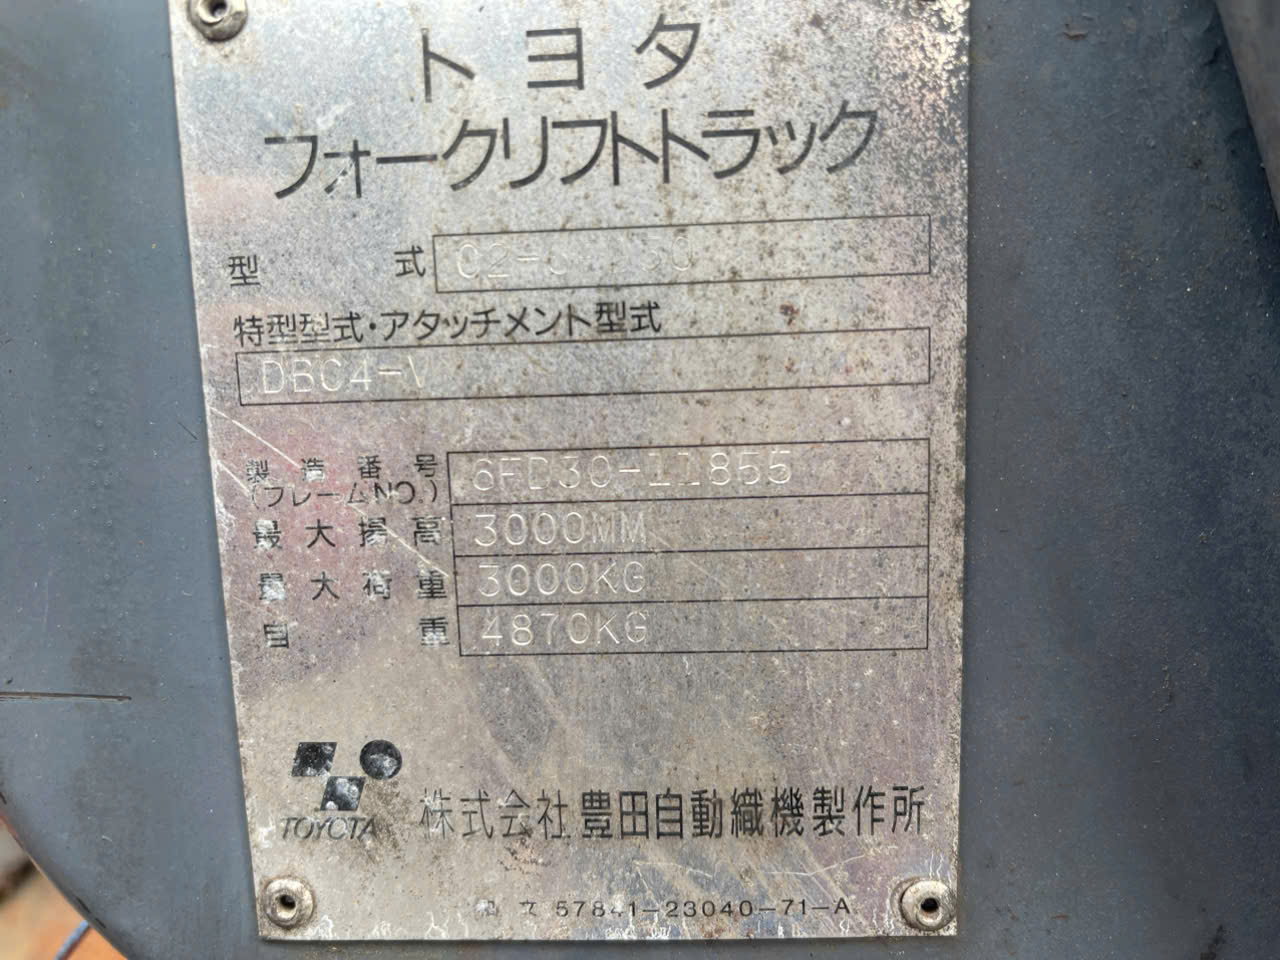 トヨタ
フォークリフトトラック
型式
特型型式・アタッチメント型式
DBC4-V
製造番号 6FD30-11855
(フレームNO.)
最大揚高 3000MM
最大荷重 3000KG
自重 4870KG
TOYOTA 株式会社 豊田自動織機製作所
57841-23040-71-A